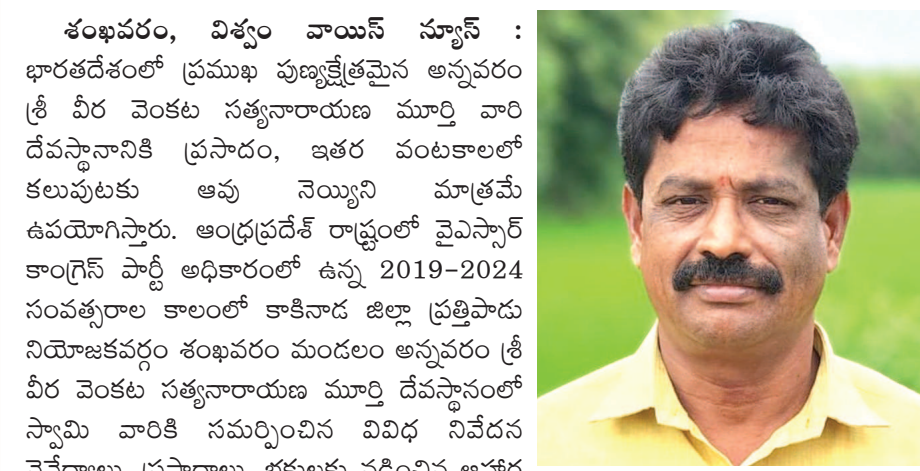 శంఖవరం, విశ్వం వాయిస్ న్యూస్ :
భారతదేశంలో ప్రముఖ పుణ్యక్షేత్రమైన అన్నవరం
శ్రీ వీర వెంకట సత్యనారాయణ మూర్తి వారి
దేవస్థానానికి ప్రసాదం, ఇతర వంటకాలలో
కలుపుటకు ఆవు నెయ్యిని మాత్రమే
ఉపయోగిస్తారు. ఆంధ్రప్రదేశ్ రాష్ట్రంలో వైఎస్సార్
కాంగ్రెస్ పార్టీ అధికారంలో ఉన్న 2019-2024
సంవత్సరాల కాలంలో కాకినాడ జిల్లా ప్రత్తిపాడు
నియోజకవర్గం శంఖవరం మండలం అన్నవరం శ్రీ
వీర వెంకట సత్యనారాయణ మూర్తి దేవస్థానంలో
స్వామి వారికి సమర్పించిన వివిధ నివేదన